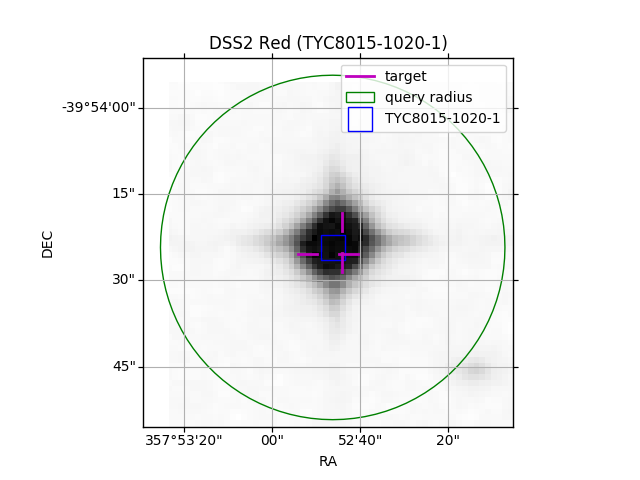 DSS2 Red (TYC8015-1020-1)
target
query radius
TYC8015-1020-1
-39°54'00"
15"
30"
45"
DEC
357°53'20"
00"
52'40"
20"
RA